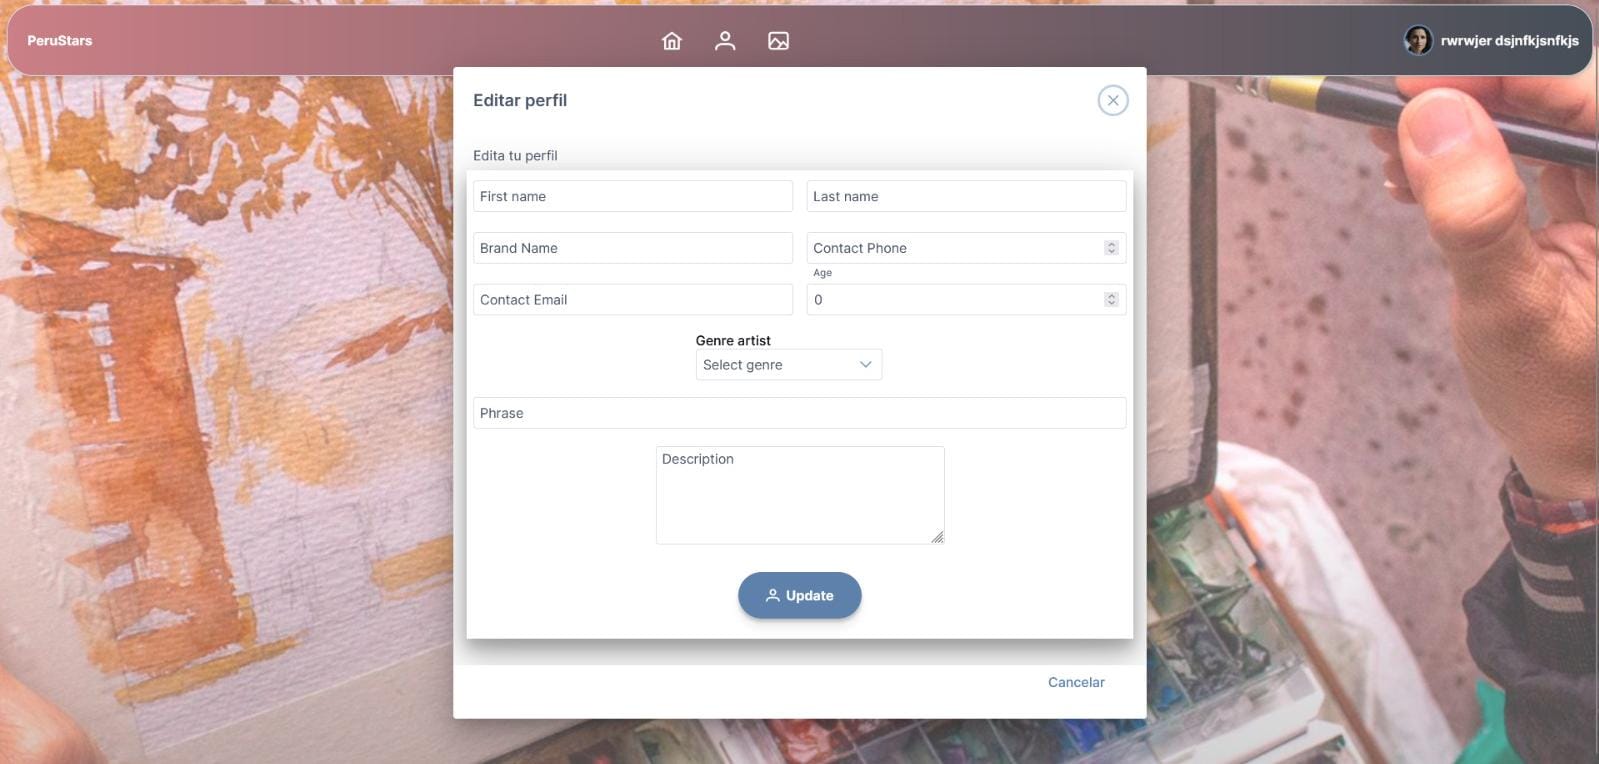 PeruStars
rwrwjer dsjnfkjsnfkjs
Editar perfil
Edita tu perfil
First name
Last name
Brand Name
Contact Phone
Age
Contact Email
0
Genre artist
Select genre
Phrase
Description
Update
Cancelar